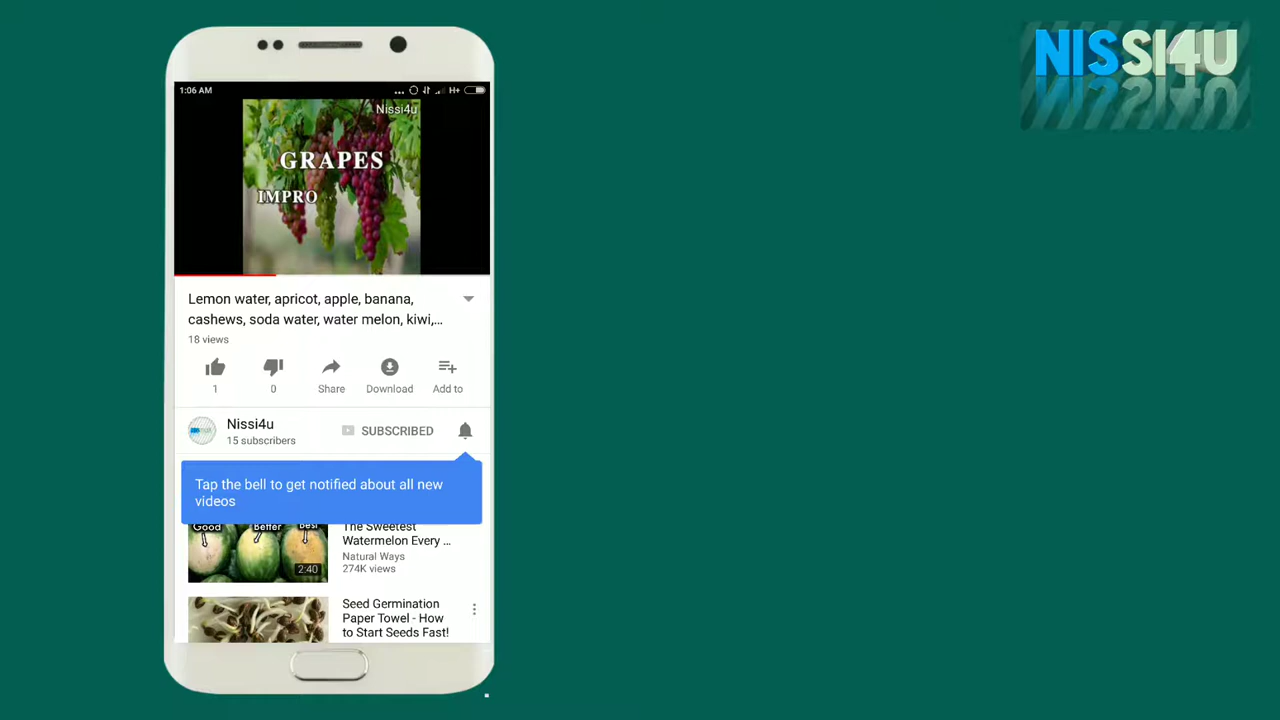 NISSI4U
1:06 AM
H+
Nissi4u
GRAPES
IMPRO
Lemon water, apricot, apple, banana,
cashews, soda water, water melon, kiwi,...
18 views
1
0
Share
Download
Add to
Nissi4u
15 subscribers
SUBSCRIBED
Tap the bell to get notified about all new
videos
Good
Better
Best
2:40
The Sweetest
Watermelon Every ...
Natural Ways
274K views
Seed Germination
Paper Towel - How
to Start Seeds Fast!